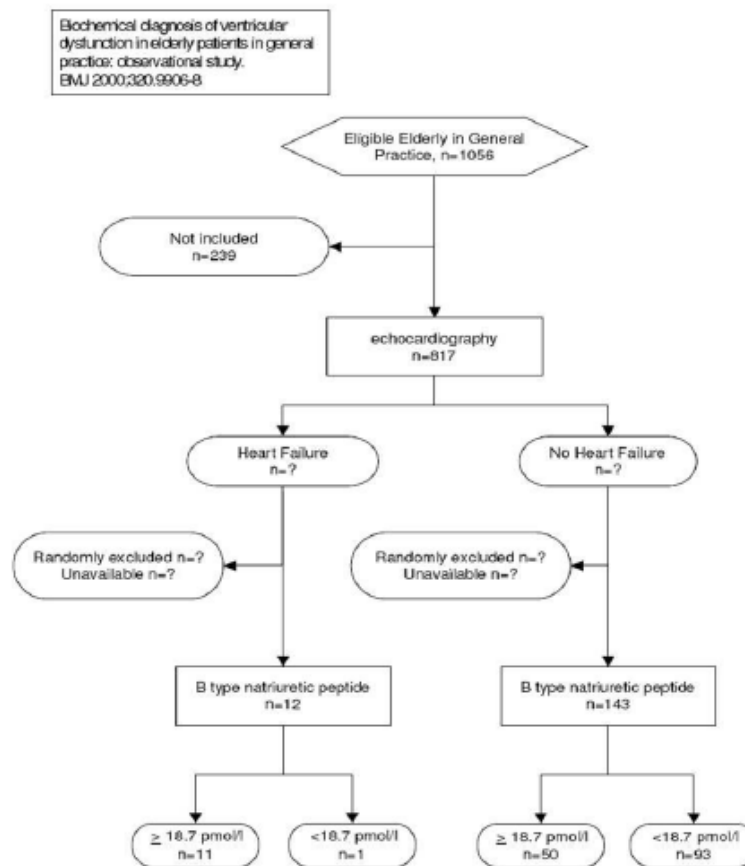 Biochemical diagnosis of ventricular
dysfunction in elderly patients in general
practice: observational study.
BMJ 2000;320:9906-8
Eligible Elderly in General
Practice, n=1056
Not included
n=239
echocardiography
n=817
Heart Failure
n=?
No Heart Failure
n=?
Randomly excluded n=?
Unavailable n=?
Randomly excluded n=?
Unavailable n=?
B type natriuretic peptide
n=12
B type natriuretic peptide
n=143
≥ 18.7 pmol/l
n=11
<18.7 pmol/l
n=1
≥ 18.7 pmol/l
n=50
<18.7 pmol/l
n=93